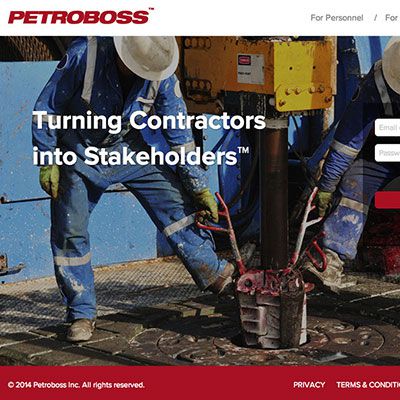 PETROBOSS™
For Personnel / For
Turning Contractors
into Stakeholders™
Email
Passw
© 2014 Petroboss Inc. All rights reserved.
PRIVACY TERMS & CONDITI